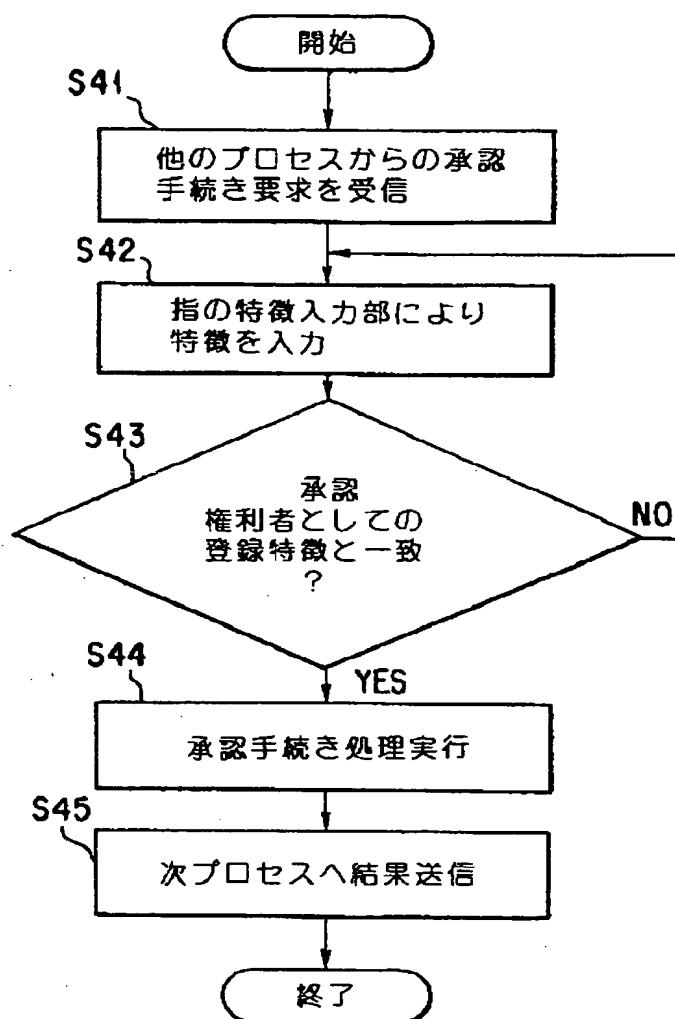 開始
S41
他のプロセスからの承認
手続き要求を受信
S42
指の特徴入力部により
特徴を入力
S43
承認
権利者としての
登録特徴と一致
?
NO
YES
S44
承認手続き処理実行
S45
次プロセスへ結果送信
終了